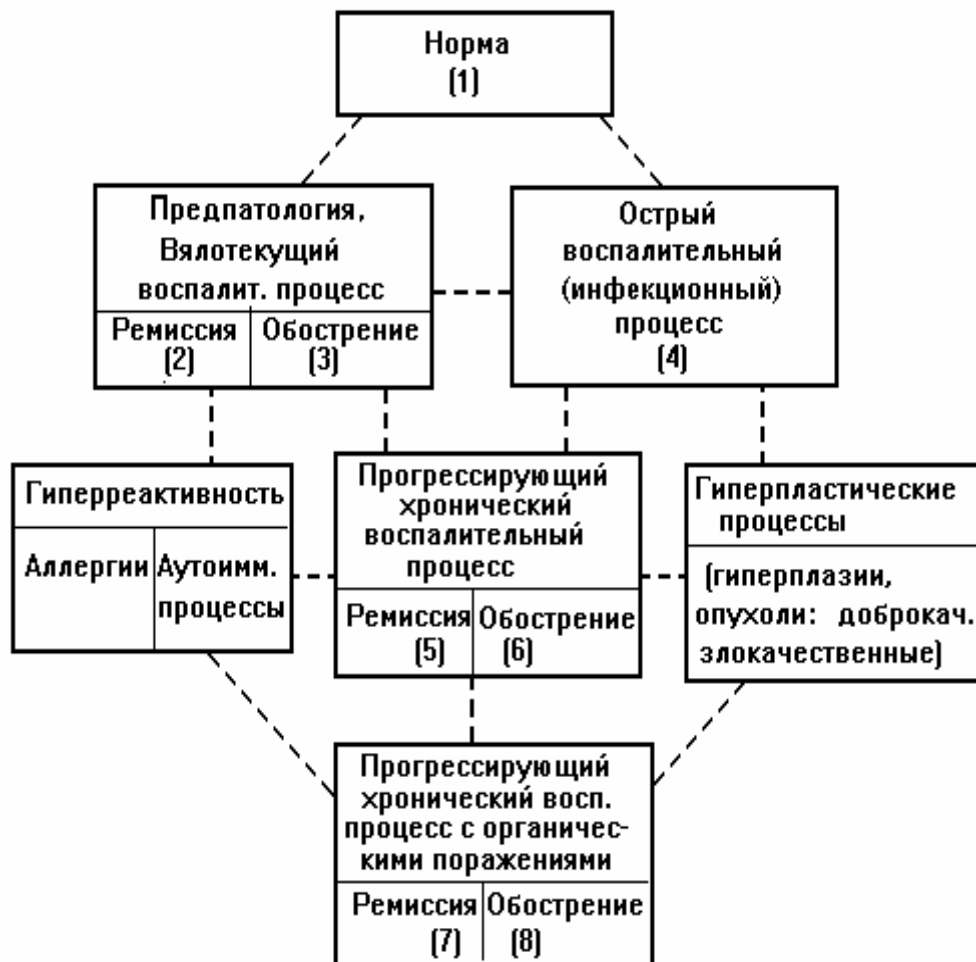 Норма
(1)
Предпатология,
Вялотекущий
воспалит. процесс
Ремиссия
(2)
Обострение
(3)
Острый
воспалительный
(инфекционный)
процесс
(4)
Гиперреактивность
Аллергии
Аутоимм.
процессы
Прогрессирующий
хронический
воспалительный
процесс
Ремиссия
(5)
Обострение
(6)
Гиперпластические
процессы
(гиперплазии,
опухоли: доброкач.
злокачественные)
Прогрессирующий
хронический восп.
процесс с органичес-
кими поражениями
Ремиссия
(7)
Обострение
(8)